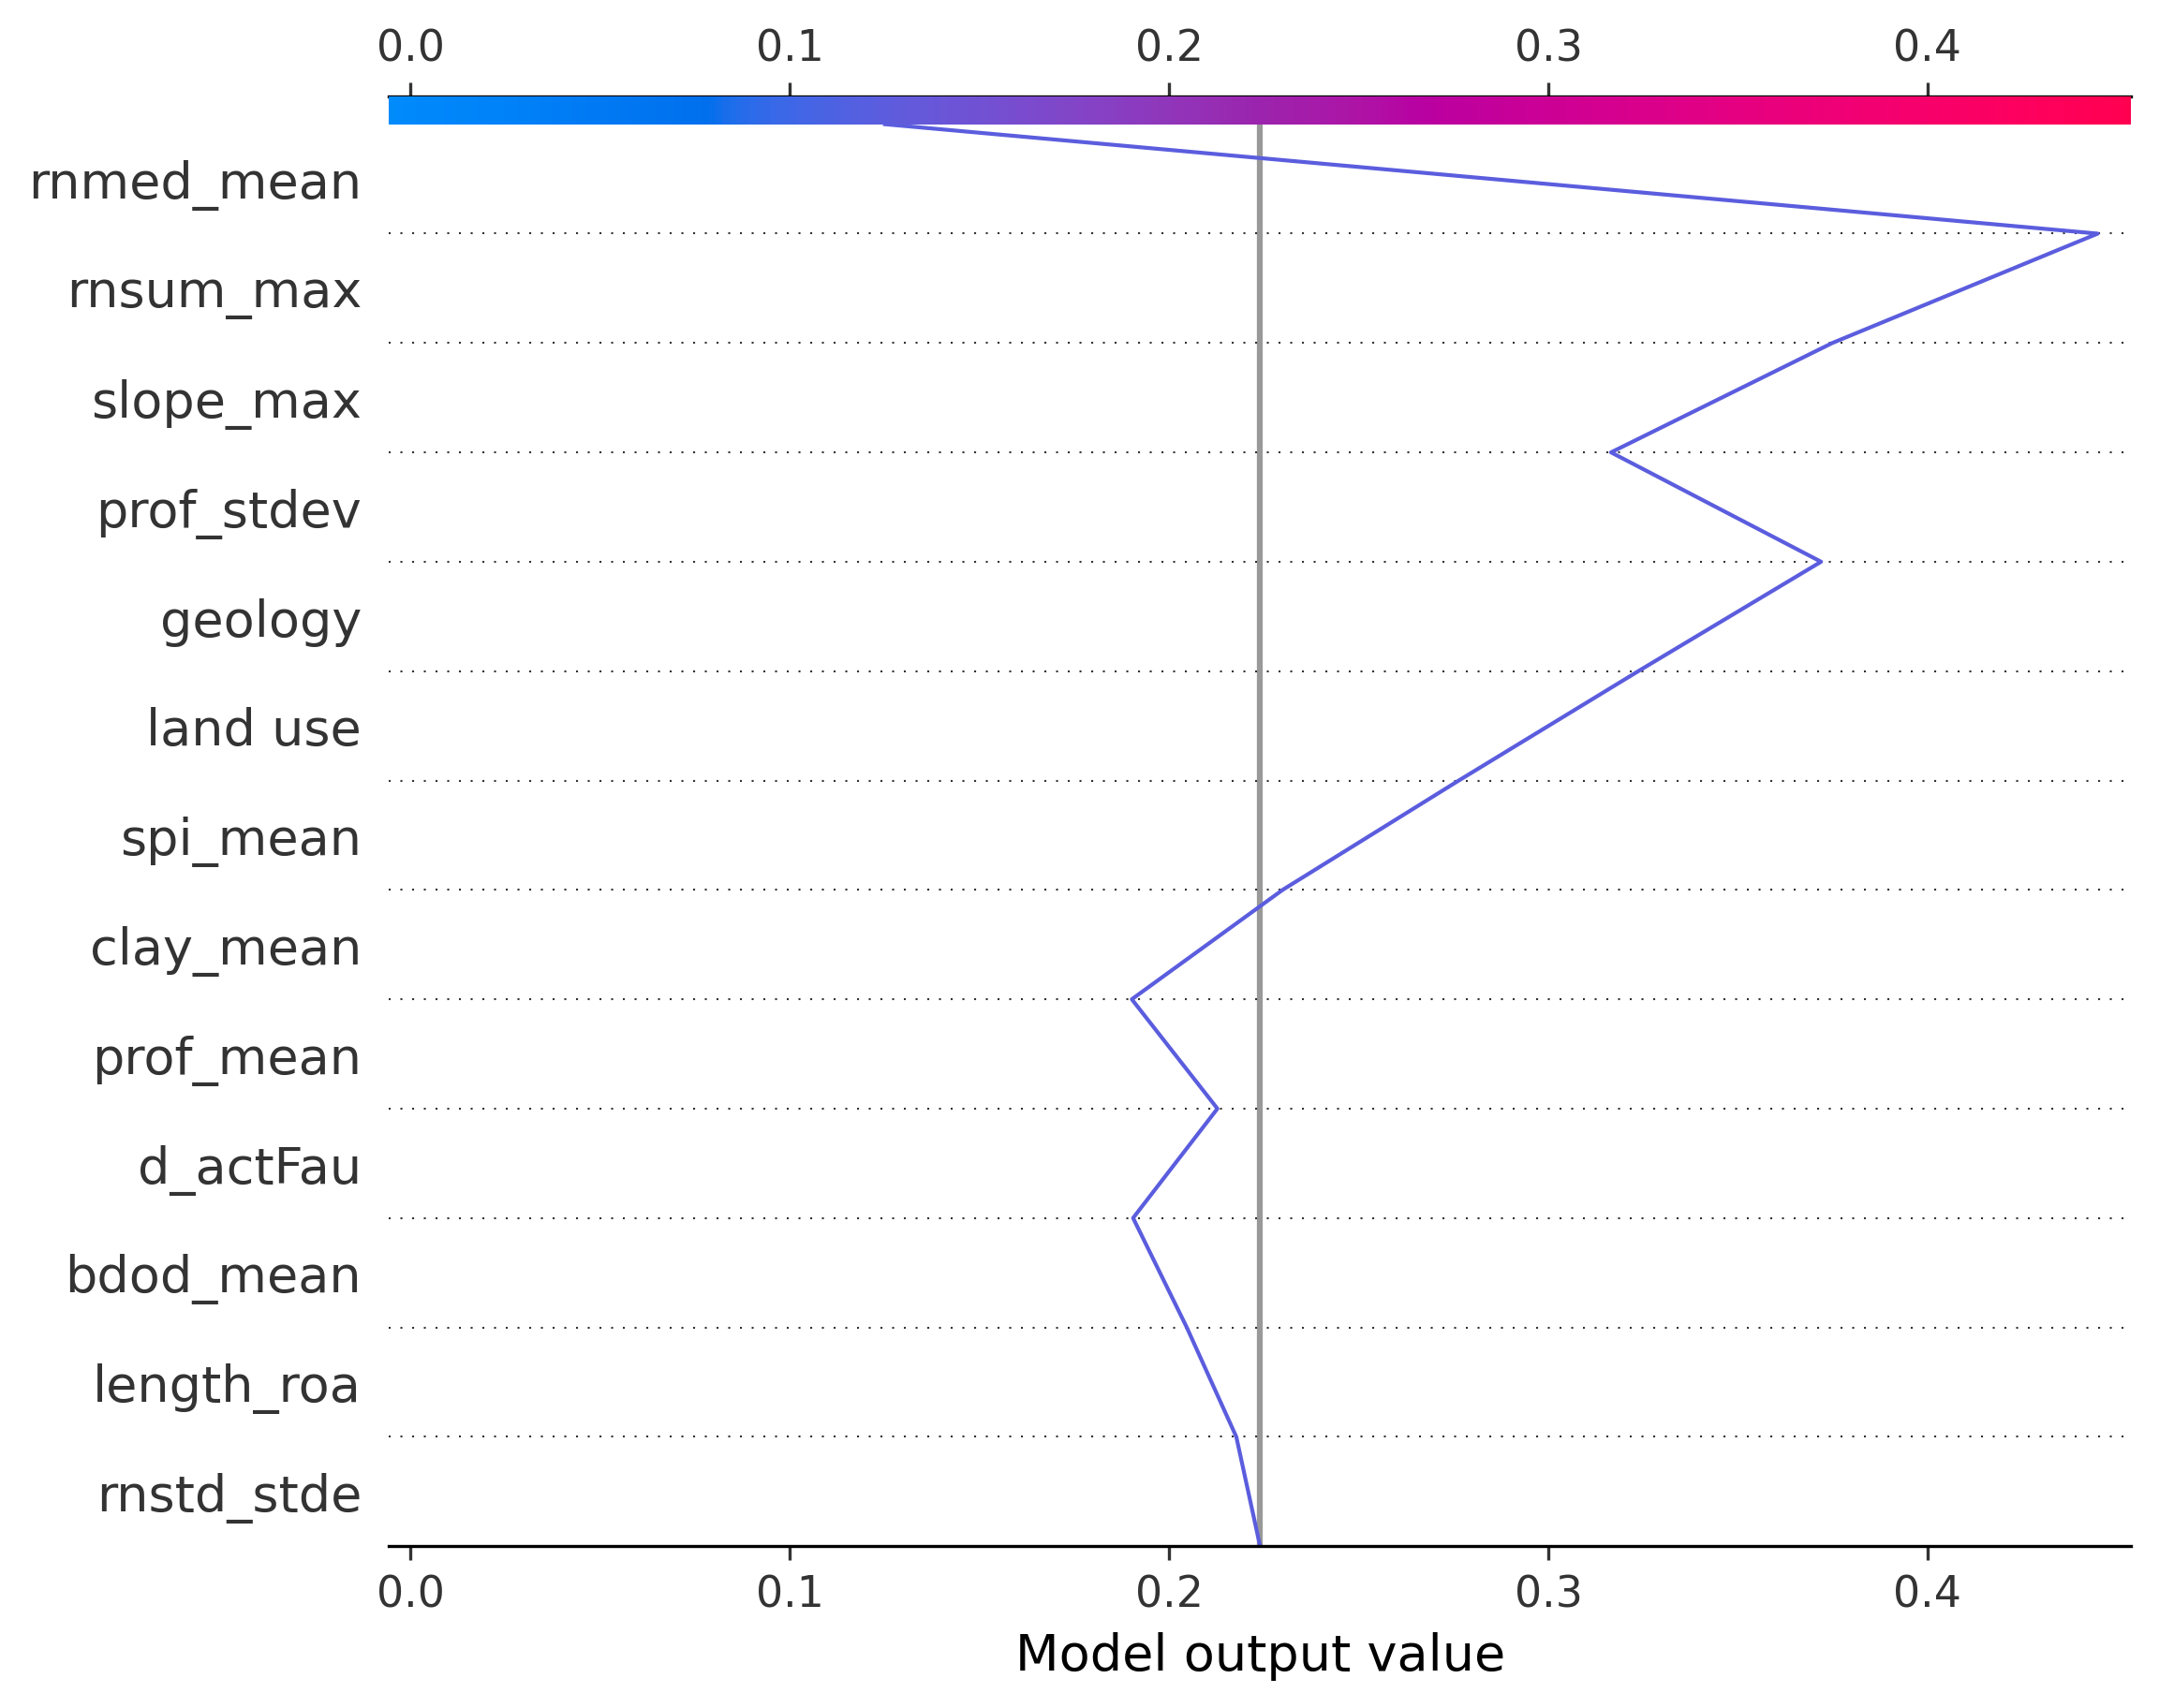 0.0 0.1 0.2 0.3 0.4
rnmed_mean
rnsum_max
slope_max
prof_stdev
geology
land use
spi_mean
clay_mean
prof_mean
d_actFau
bdod_mean
length_roa
rnstd_stde
0.0 0.1 0.2 0.3 0.4
Model output value